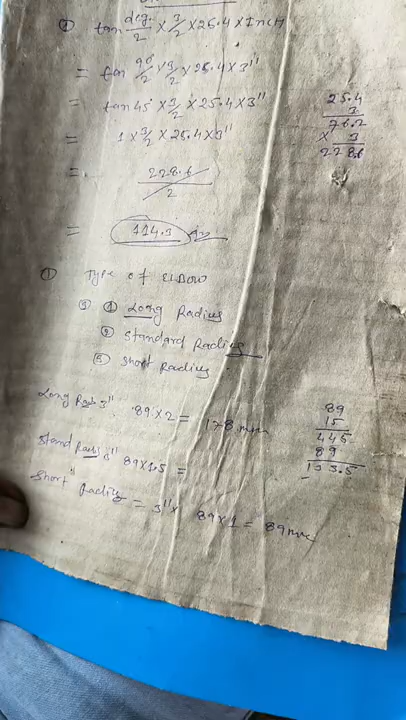 ① tan deg./2 × 3/2 × 25.4 × Inch
= tan 90°/2 × 3/2 × 25.4 × 3"
= tan 45° × 3/2 × 25.4 × 3"
= 1 × 3/2 × 25.4 × 3"
= 228.6/2
= 114.3 Ans
25.4
3
76.2
× 3
228.6
① Type of Elbow
① Long Radius
② Standard Radius
③ Short Radius
Long Radi 3" 89×2 = 178 mm
Stand Radi 3" 89×1.5 =
Short " Radius = 3" × 89×1 = 89 mm
89
15
445
89
133.5